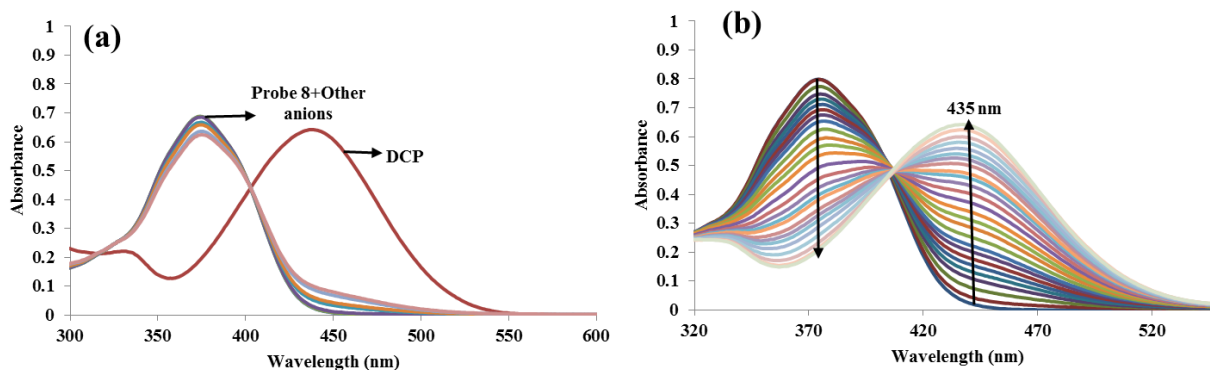 (a)
1
0.9
0.8
0.7
0.6
0.5
0.4
0.3
0.2
0.1
0
Absorbance
Probe 8+Other
anions
DCP
300 350 400 450 500 550 600
Wavelength (nm)
(b)
1
0.9
0.8
0.7
0.6
0.5
0.4
0.3
0.2
0.1
0
Absorbance
435 nm
320 370 420 470 520
Wavelength (nm)